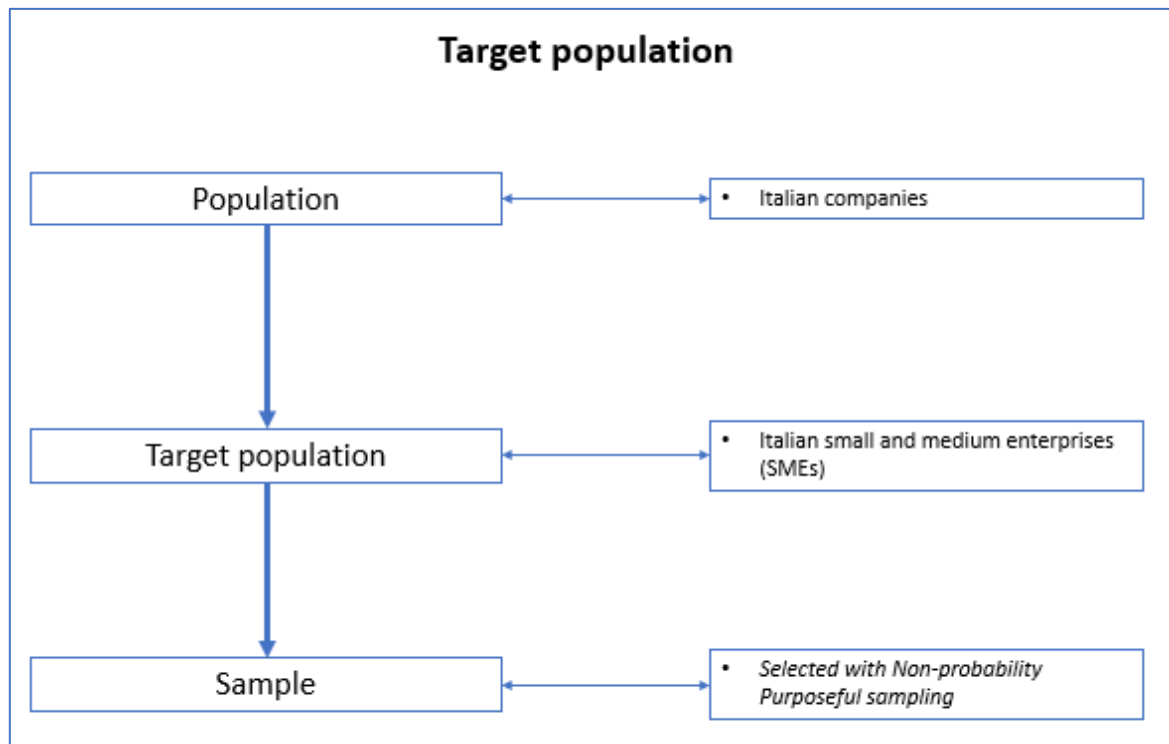 Target population
Population
• Italian companies
Target population
• Italian small and medium enterprises
(SMEs)
Sample
• Selected with Non-probability
Purposeful sampling